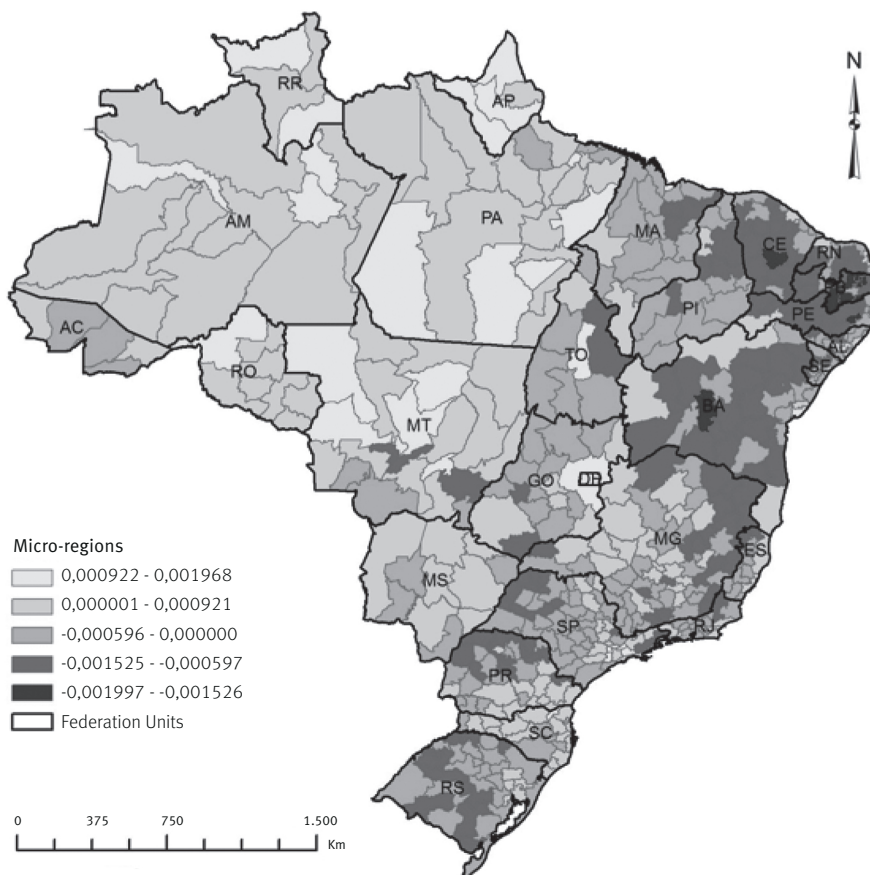 N
RR
AP
AM
PA
MA
CE
RN
PB
PI
PE
AL
SE
AC
TO
RO
BA
MT
GO
DF
MG
ES
MS
SP
RJ
PR
SC
RS
Micro-regions
0,000922 - 0,001968
0,000001 - 0,000921
-0,000596 - 0,000000
-0,001525 - -0,000597
-0,001997 - -0,001526
Federation Units
0 375 750 1.500
Km